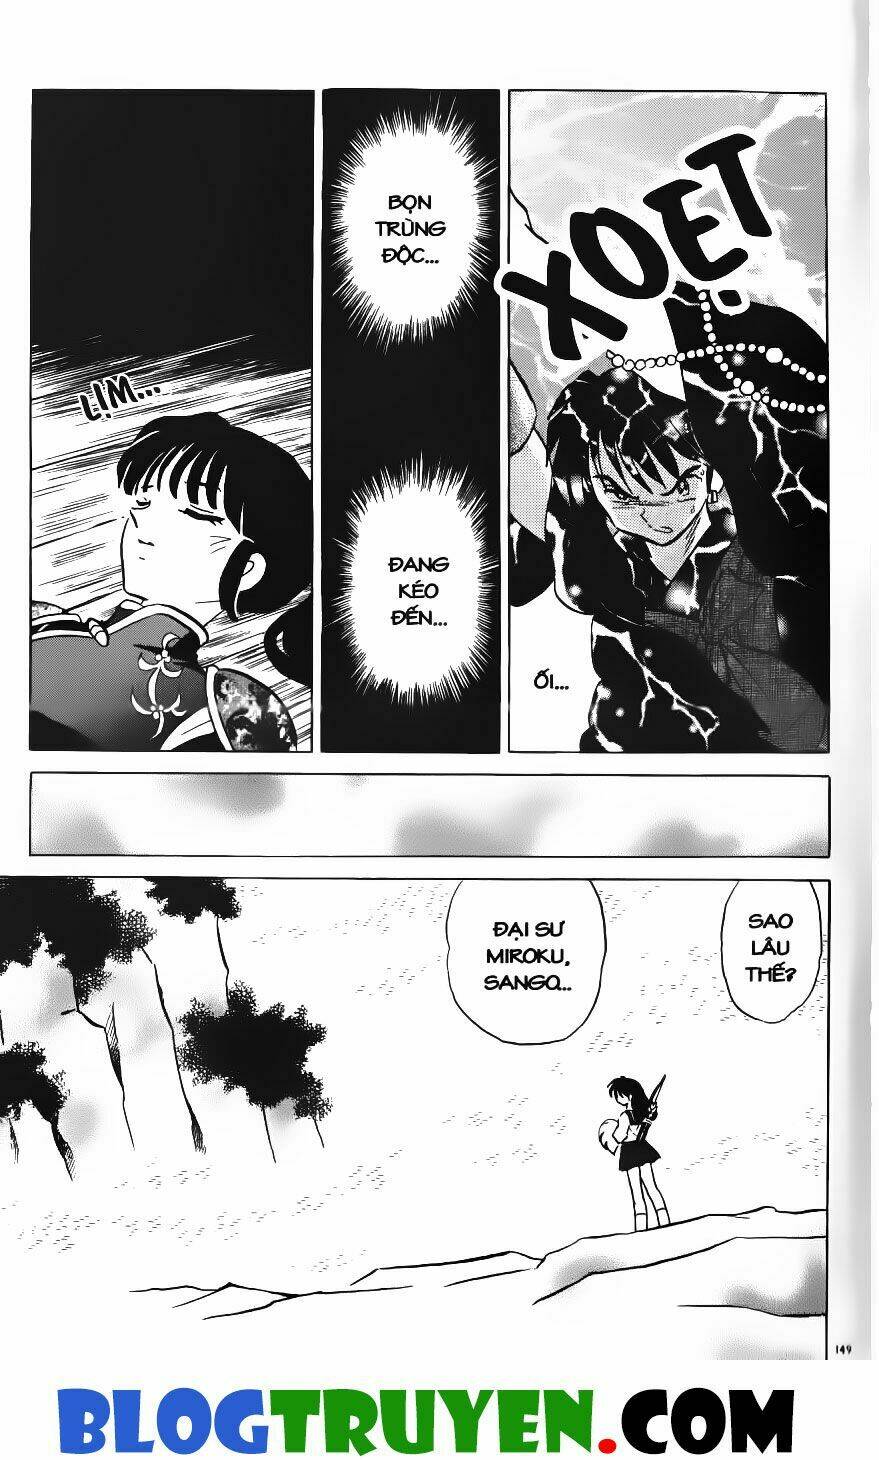 XOẸT
ỐI...
BỌN
TRÙNG
ĐỘC...
ĐANG
KÉO
ĐẾN...
LỊM...
SAO
LÂU
THẾ?
ĐẠI SƯ
MIROKU,
SANGO...
149
BLOGTRUYEN.COM